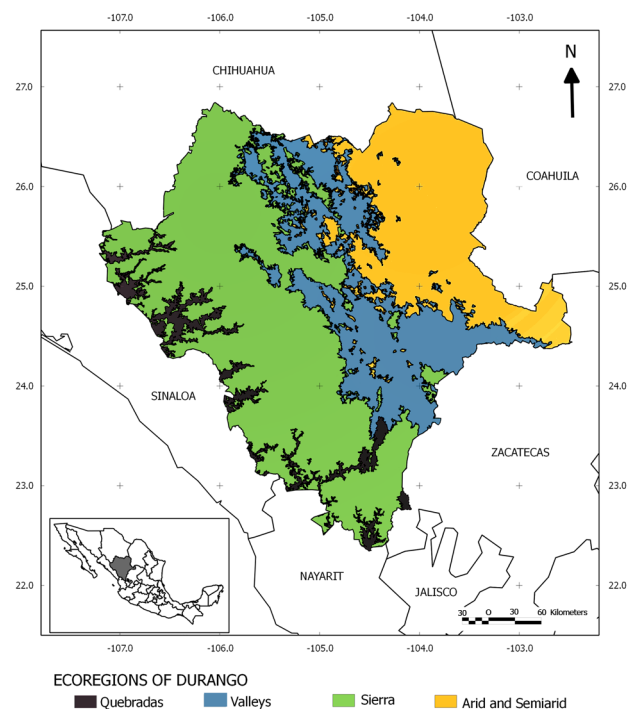 -107.0 -106.0 -105.0 -104.0 -103.0
N
CHIHUAHUA
27.0 27.0
COAHUILA
26.0 26.0
25.0 25.0
24.0 24.0
SINALOA
ZACATECAS
23.0 23.0
NAYARIT
22.0 22.0
JALISCO
30 0 30 60 Kilometers
-107.0 -106.0 -105.0 -104.0 -103.0
ECOREGIONS OF DURANGO
Quebradas Valleys Sierra Arid and Semiarid